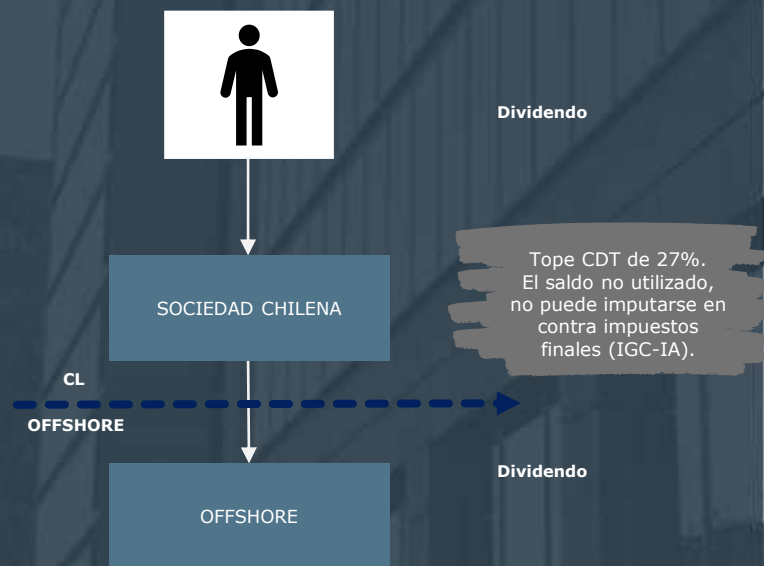 Dividendo
Tope CDT de 27%.
El saldo no utilizado,
no puede imputarse en
contra impuestos
finales (IGC-IA).
SOCIEDAD CHILENA
CL
OFFSHORE
Dividendo
OFFSHORE